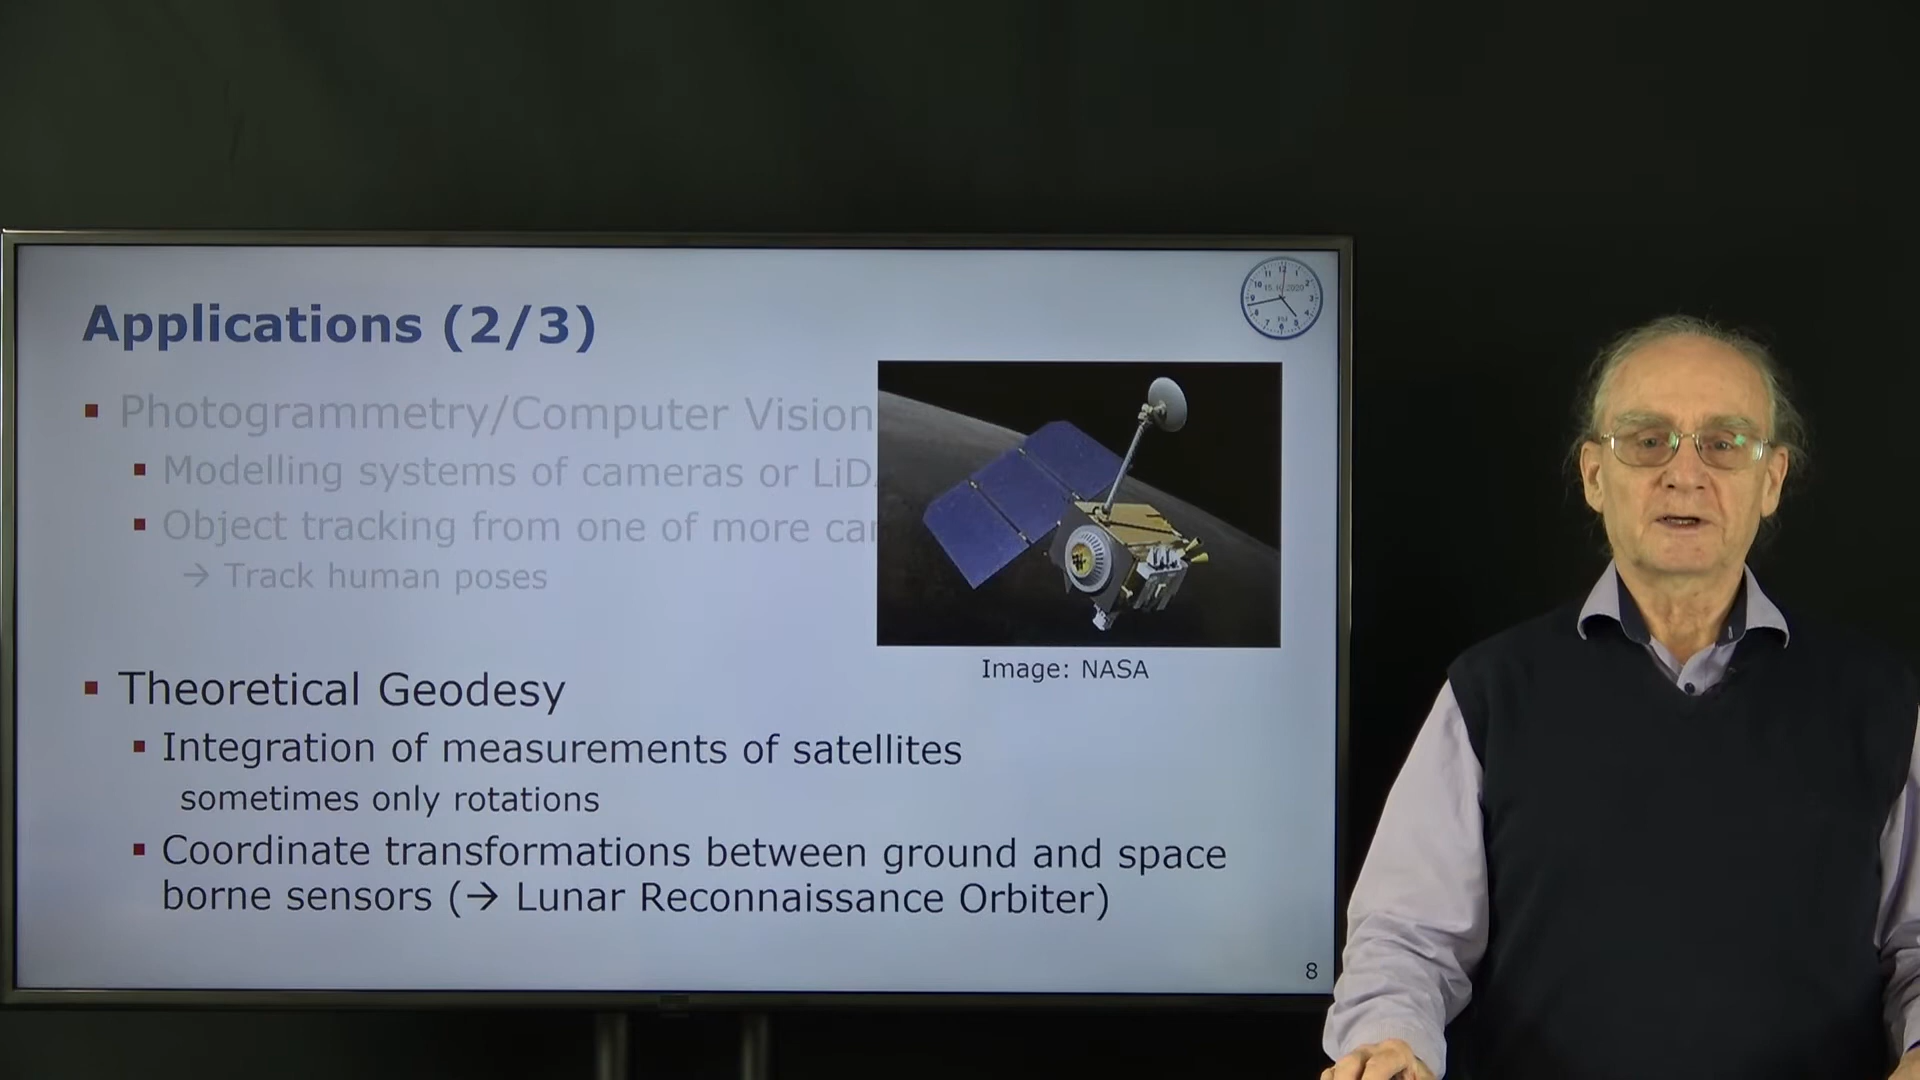 Applications (2/3)
Photogrammetry/Computer Vision
Modelling systems of cameras or LiD
Object tracking from one of more car
→ Track human poses
Image: NASA
Theoretical Geodesy
Integration of measurements of satellites
sometimes only rotations
Coordinate transformations between ground and space
borne sensors (→ Lunar Reconnaissance Orbiter)
8